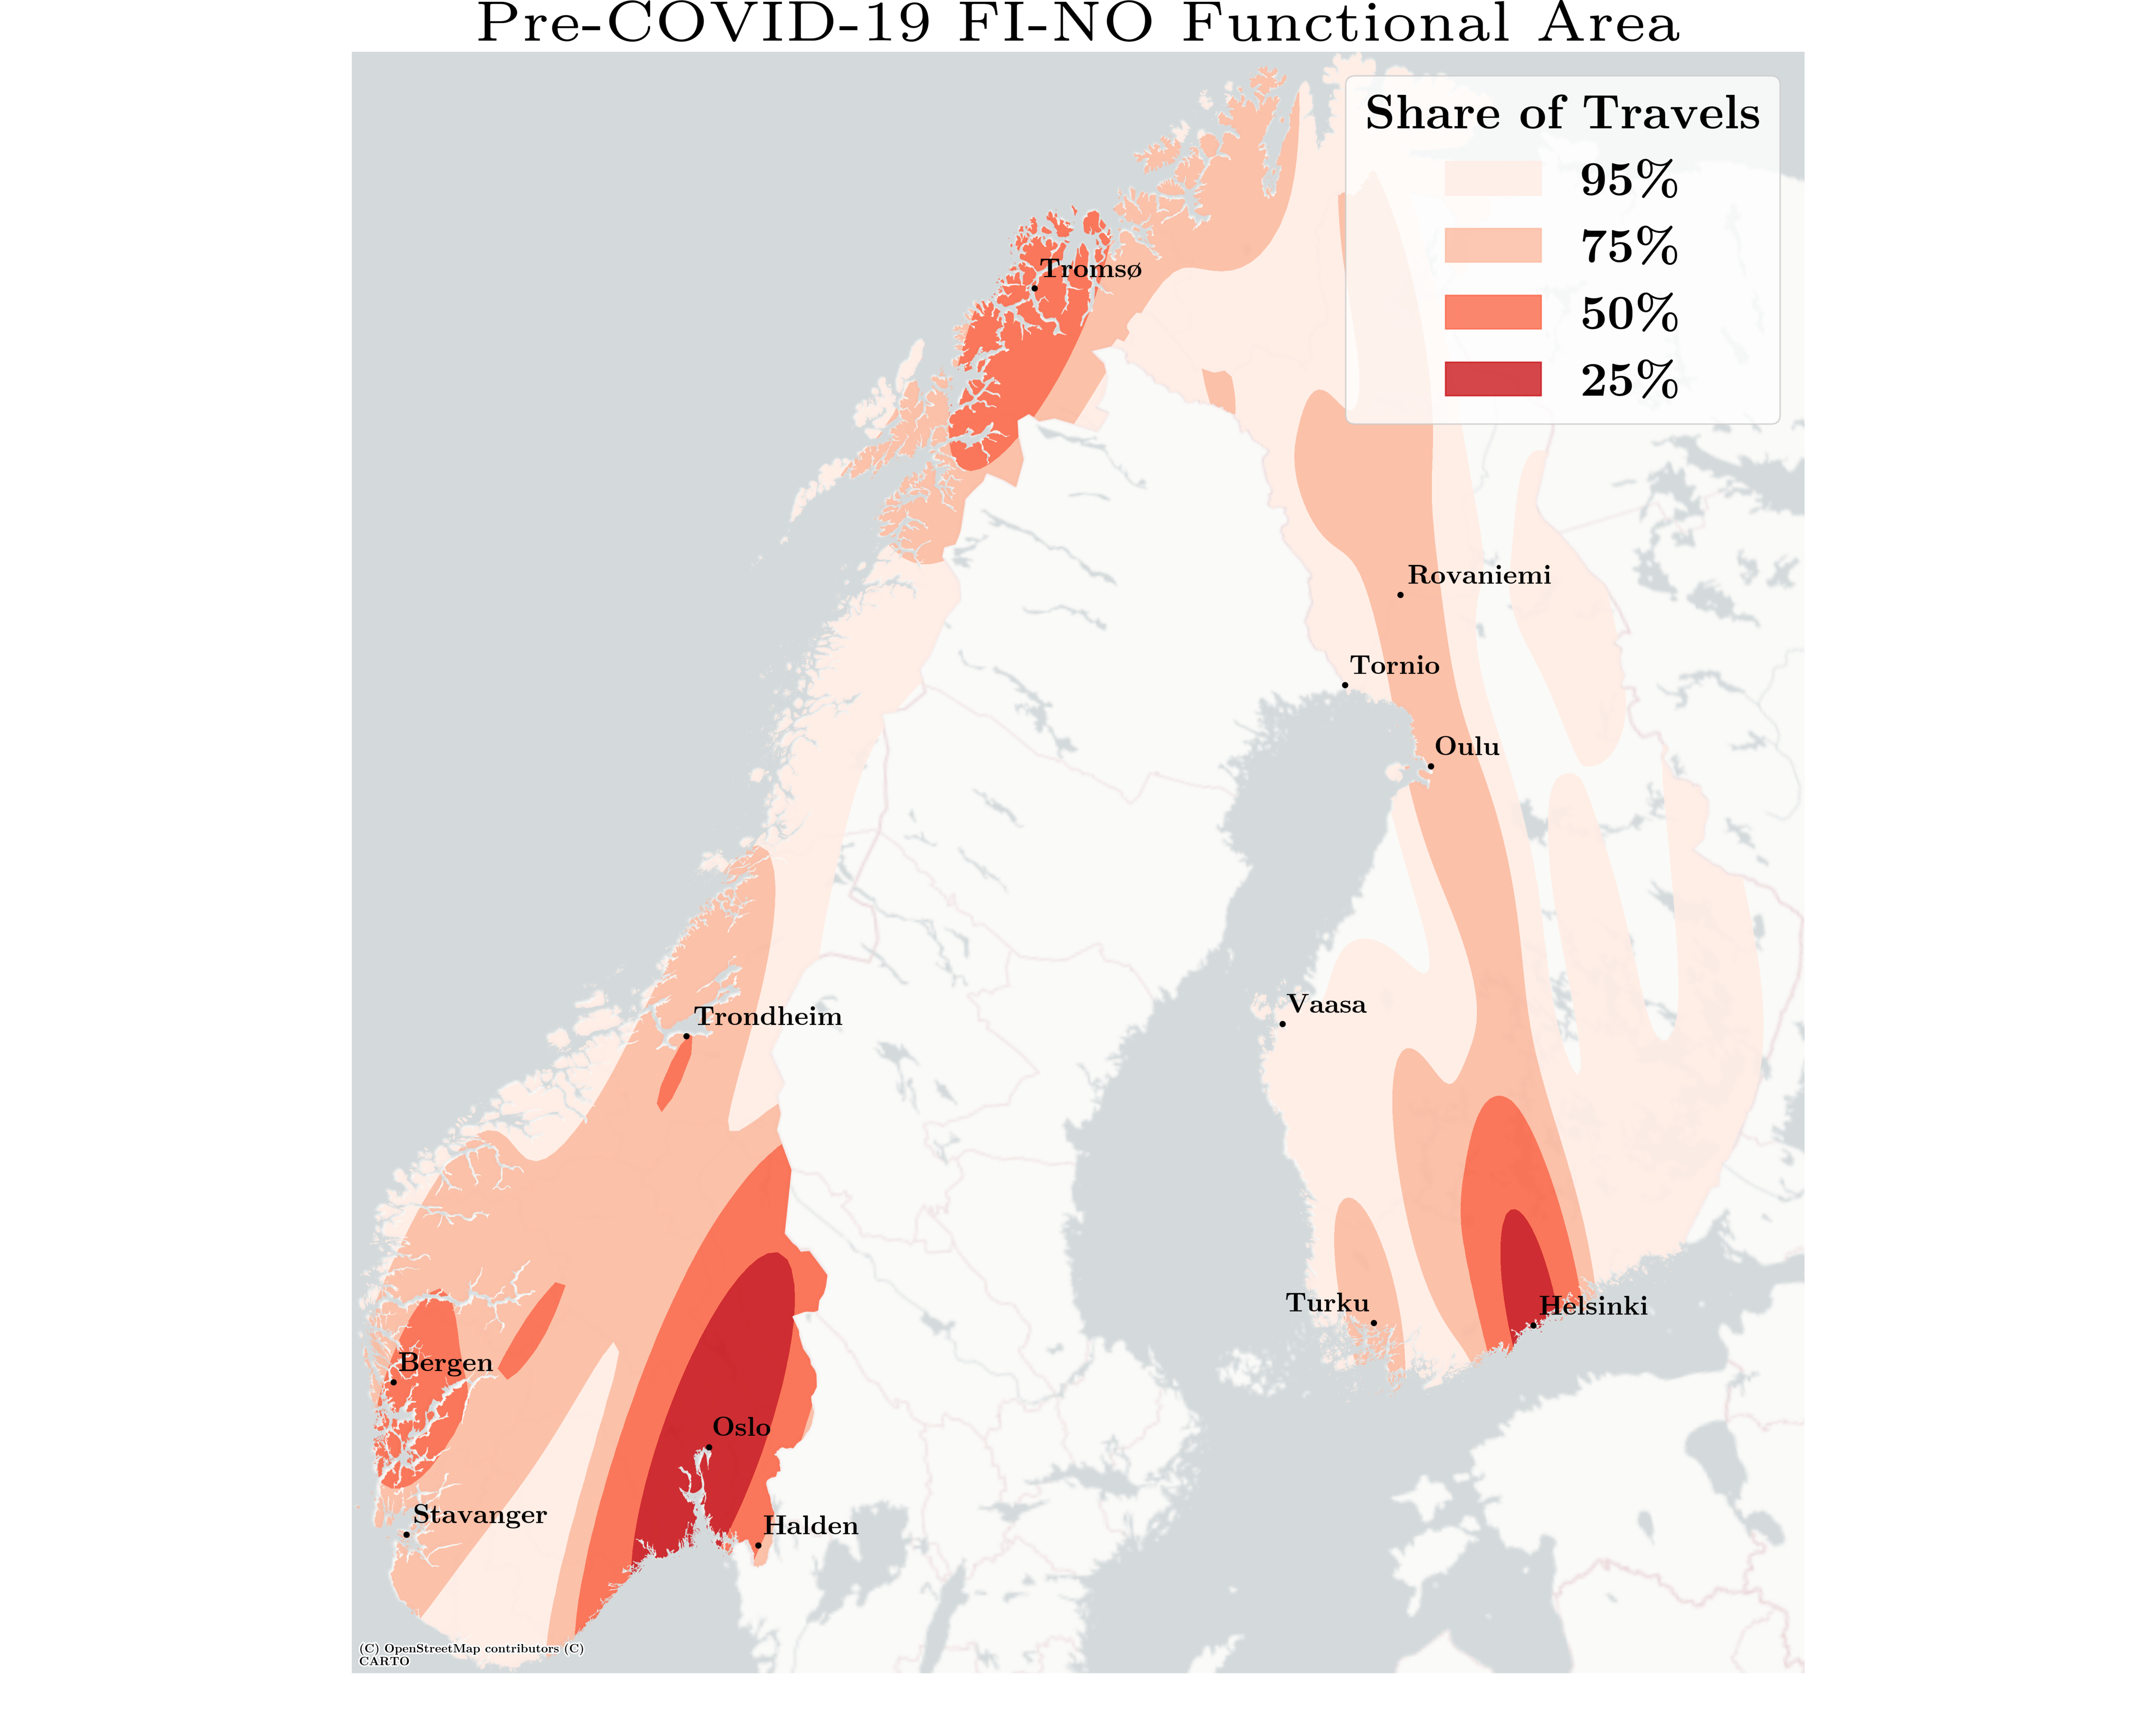 Pre-COVID-19 FI-NO Functional Area
Share of Travels
95%
75%
50%
25%
Tromsø
Rovaniemi
Tornio
Oulu
Vaasa
Trondheim
Turku
Helsinki
Bergen
Oslo
Stavanger
Halden
(C) OpenStreetMap contributors (C)
CARTO